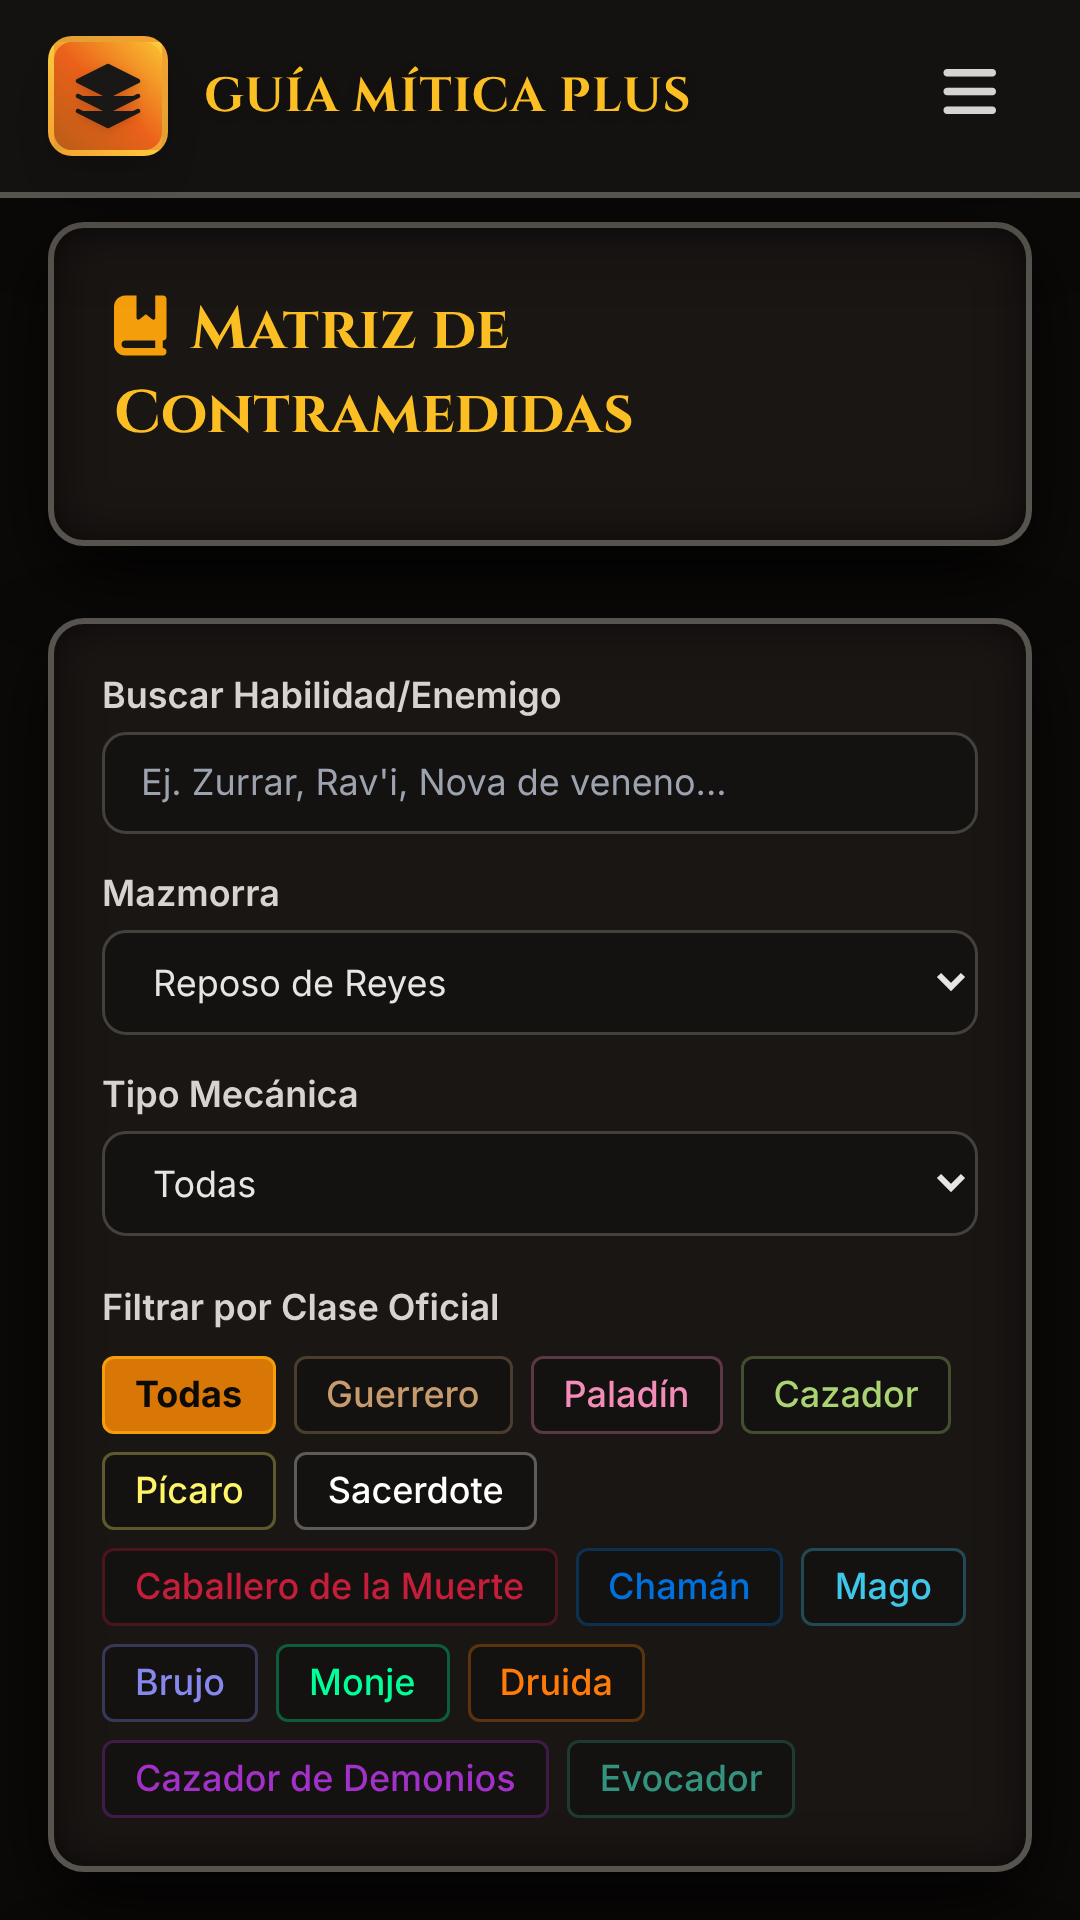 GUÍA MÍTICA PLUS
Matriz de
Contramedidas
Buscar Habilidad/Enemigo
Ej. Zurrar, Rav'i, Nova de veneno...
Mazmorra
Reposo de Reyes
Tipo Mecánica
Todas
Filtrar por Clase Oficial
Todas Guerrero Paladín Cazador
Pícaro Sacerdote
Caballero de la Muerte Chamán Mago
Brujo Monje Druida
Cazador de Demonios Evocador